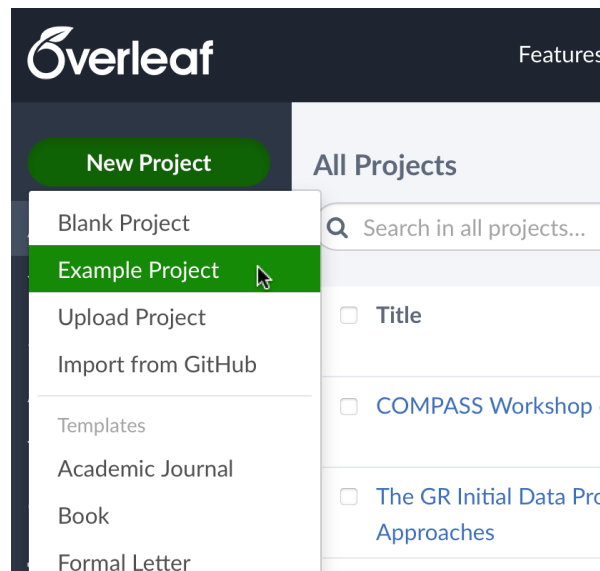 Overleaf
Features
New Project
All Projects
Blank Project
Search in all projects...
Example Project
Upload Project
Title
Import from GitHub
Templates
COMPASS Workshop
Academic Journal
Book
The GR Initial Data Pro
Approaches
Formal Letter